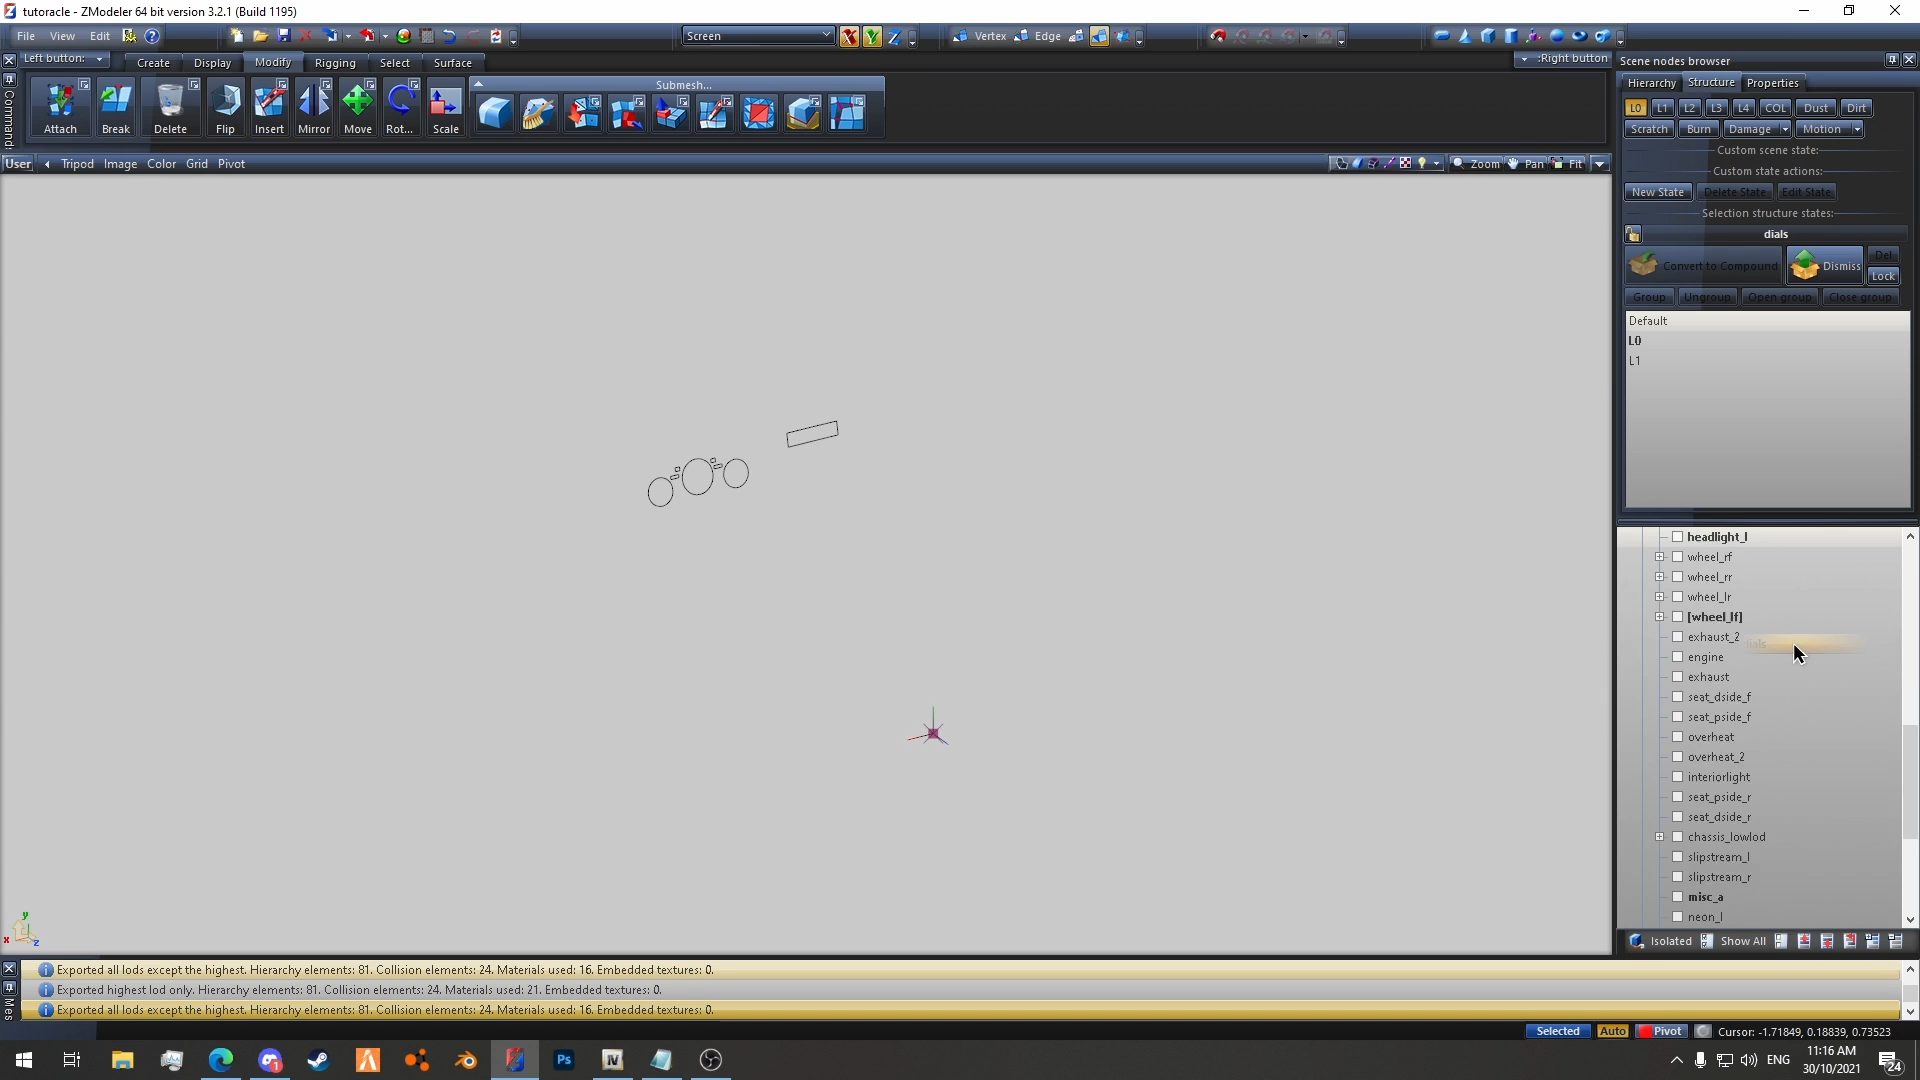 tutoracle - ZModeler 64 bit version 3.2.1 (Build 1195)
File View Edit
Screen
Vertex Edge
Z
Left button:
Create Display Modify Rigging Select Surface
:Right button
Scene nodes browser
Hierarchy Structure Properties
Submesh...
L0 L1 L2 L3 L4 COL Dust Dirt
Attach Break Delete Flip Insert Mirror Move Rot... Scale
Scratch Burn Damage Motion
Custom scene state:
Custom state actions:
User Tripod Image Color Grid Pivot
Zoom Pan Fit
New State Delete State Edit State
Selection structure states:
dials
Convert to Compound Dismiss Del
Lock
Group Ungroup Open group Close group
Default
L0
L1
headlight_l
wheel_rf
wheel_rr
wheel_lr
[wheel_lf]
exhaust_2
dials
engine
exhaust
seat_dside_f
seat_pside_f
overheat
overheat_2
interiorlight
seat_pside_r
seat_dside_r
chassis_lowlod
slipstream_l
slipstream_r
misc_a
neon_l
y
x
z
Isolated Show All
Exported all lods except the highest. Hierarchy elements: 81. Collision elements: 24. Materials used: 16. Embedded textures: 0.
Exported highest lod only. Hierarchy elements: 81. Collision elements: 24. Materials used: 21. Embedded textures: 0.
Exported all lods except the highest. Hierarchy elements: 81. Collision elements: 24. Materials used: 16. Embedded textures: 0.
Selected Auto Pivot Cursor: -1.71849, 0.18839, 0.73523
Ps
IV
ENG
11:16 AM
30/10/2021
24